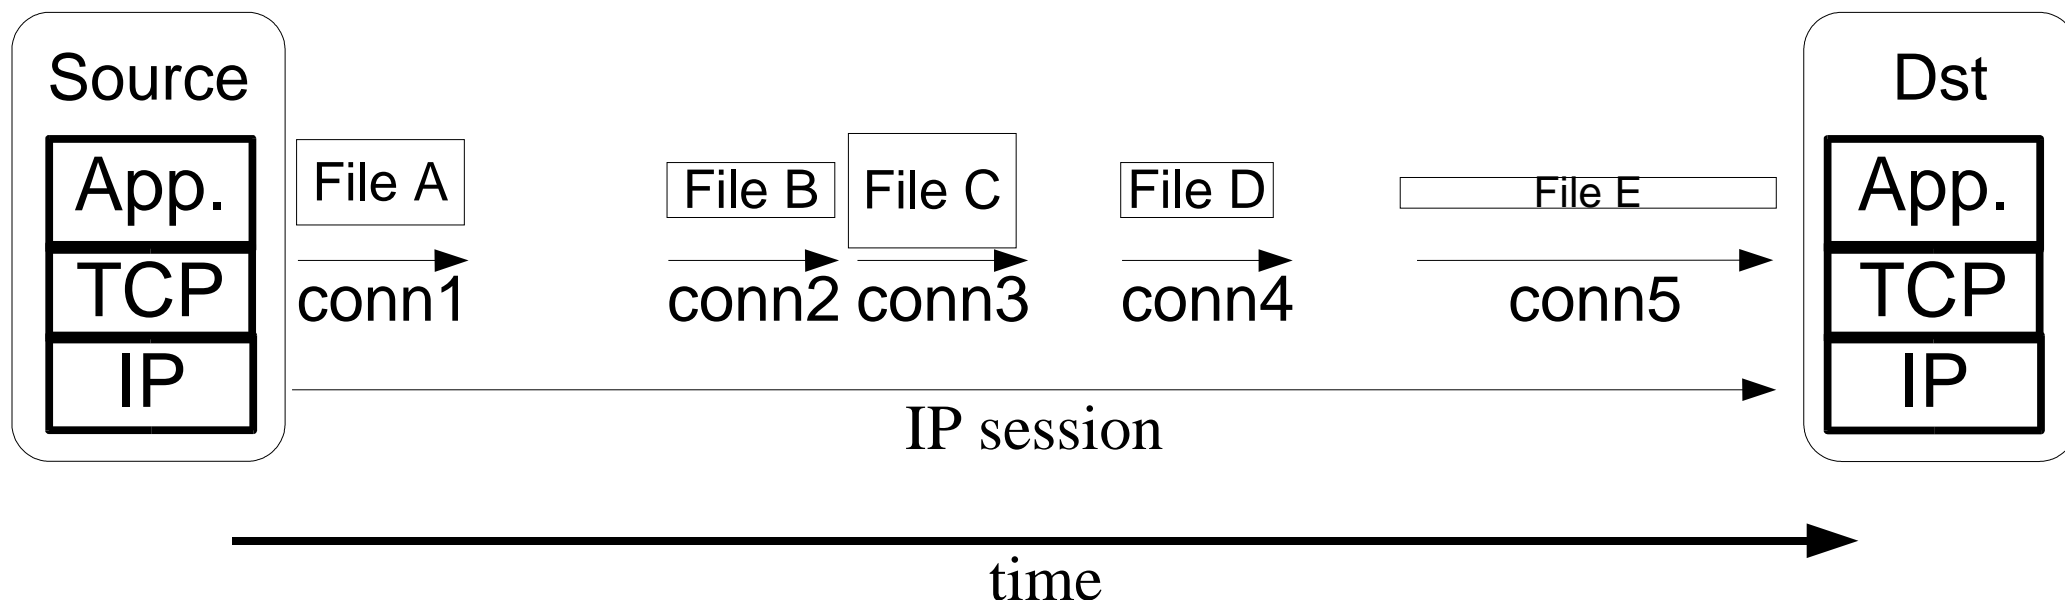 Source
App.
TCP
IP
File A
File B
File C
File D
File E
conn1
conn2
conn3
conn4
conn5
IP session
Dst
App.
TCP
IP
time